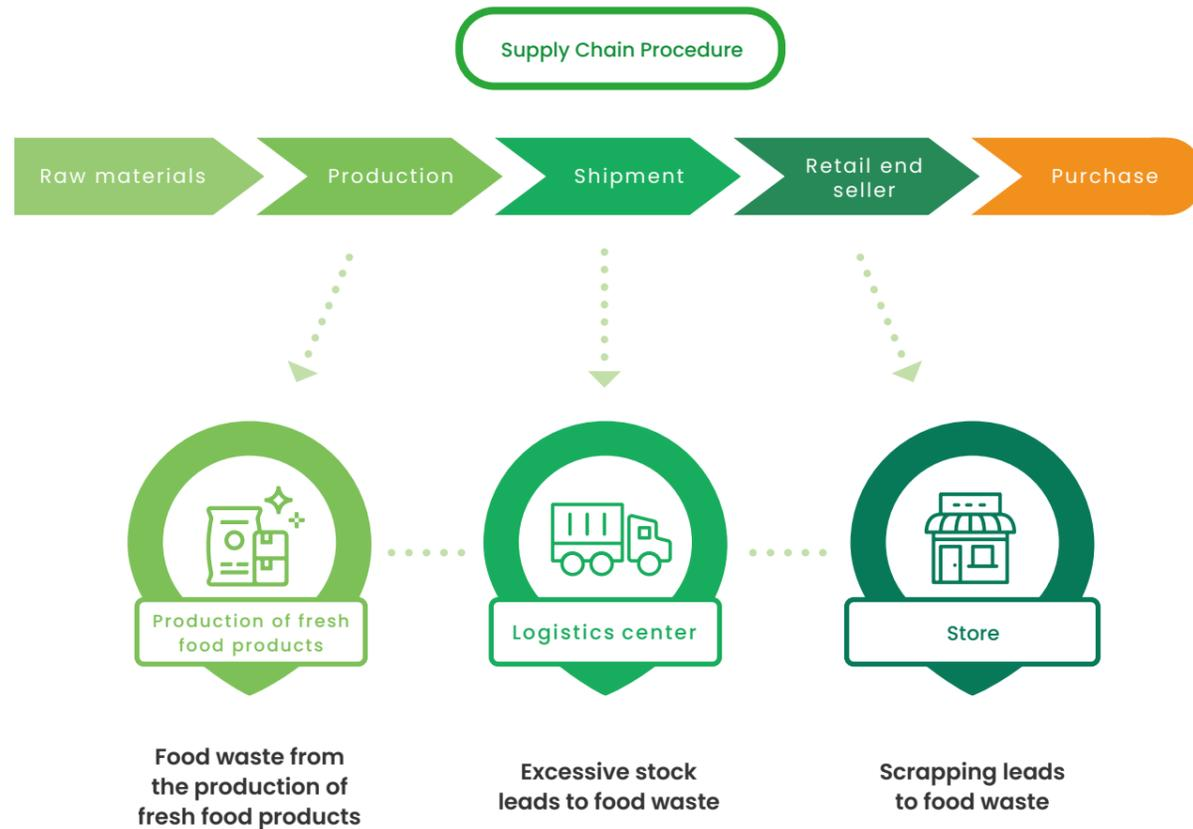 Supply Chain Procedure
Raw materials
Production
Shipment
Retail end
seller
Purchase
Production of fresh
food products
Logistics center
Store
Food waste from
the production of
fresh food products
Excessive stock
leads to food waste
Scrapping leads
to food waste